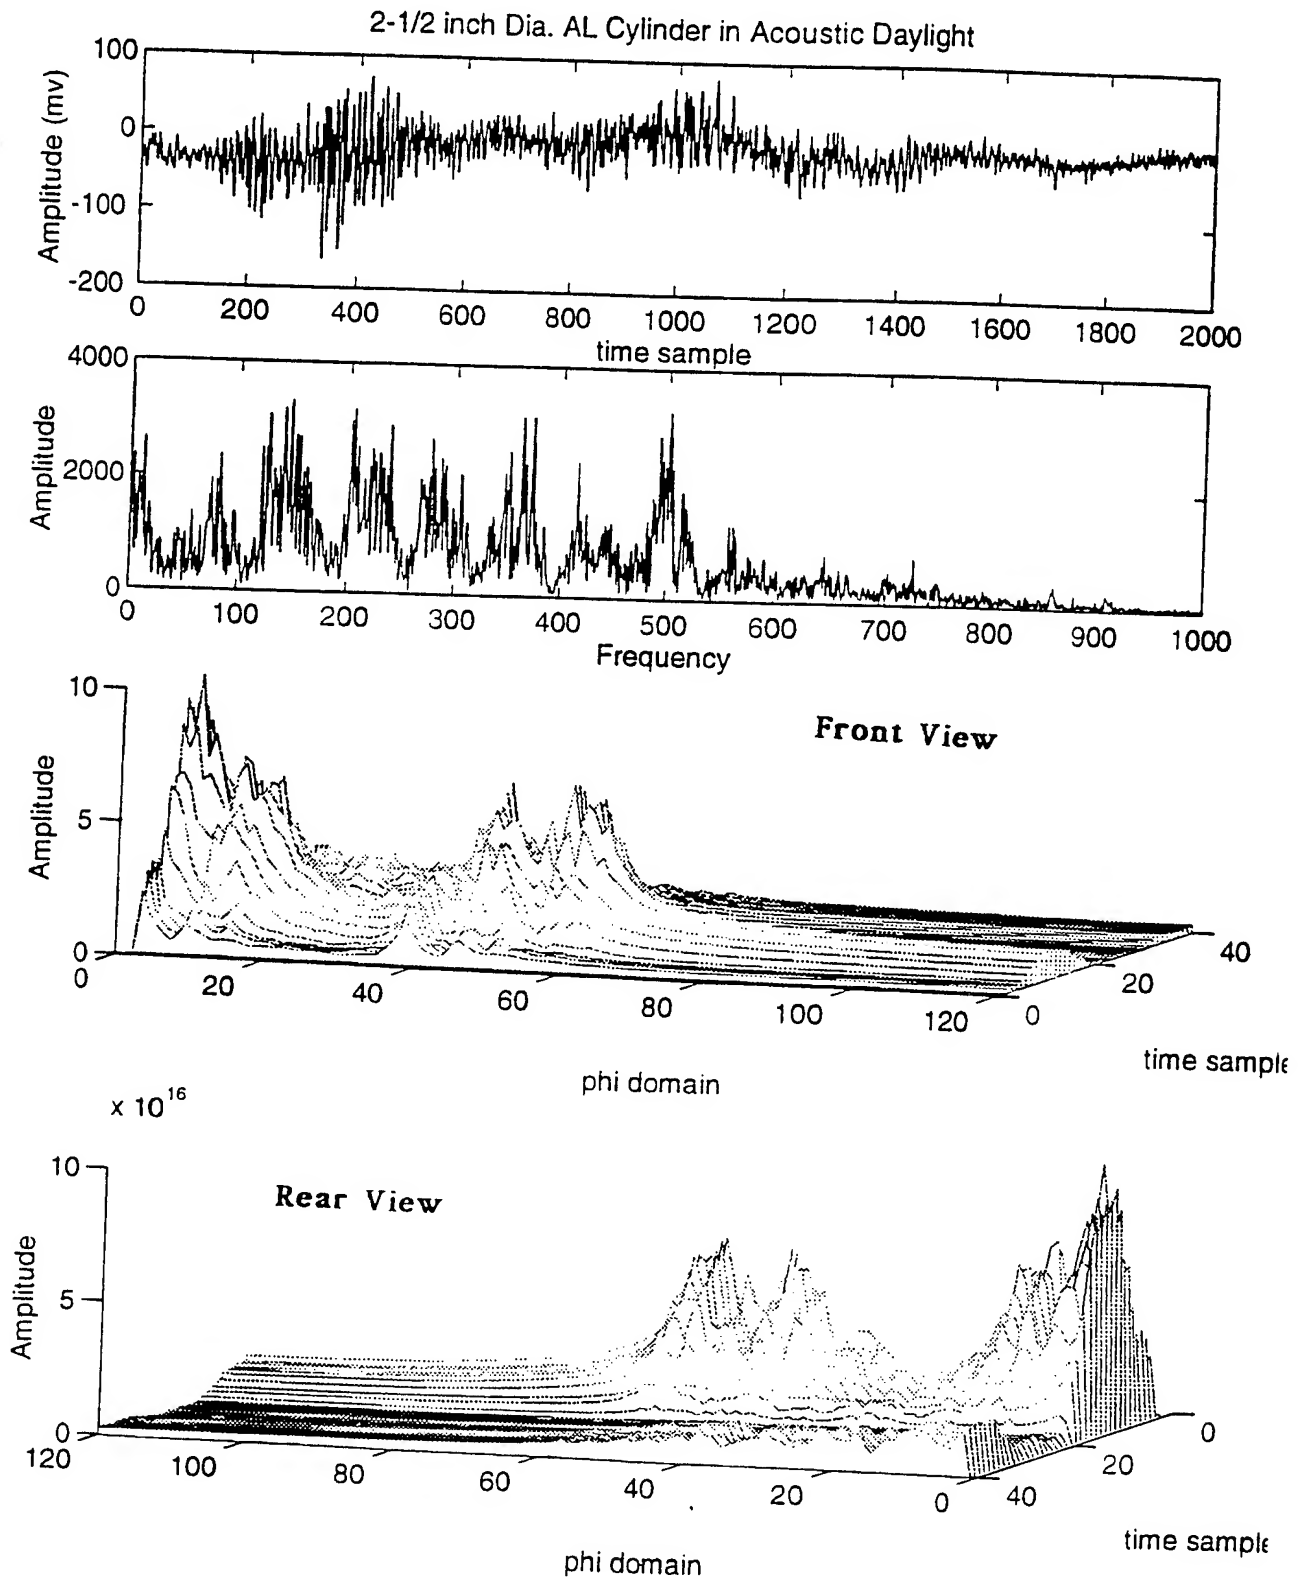 2-1/2 inch Dia. AL Cylinder in Acoustic Daylight
100
0
-100
-200
Amplitude (mv)
0 200 400 600 800 1000 1200 1400 1600 1800 2000
time sample
4000
2000
0
Amplitude
0 100 200 300 400 500 600 700 800 900 1000
Frequency
10
5
0
Amplitude
Front View
0 20 40 60 80 100 120
0 20 40
time sample
phi domain
x 10^16
10
5
0
Amplitude
Rear View
120 100 80 60 40 20 0
40 20 0
time sample
phi domain